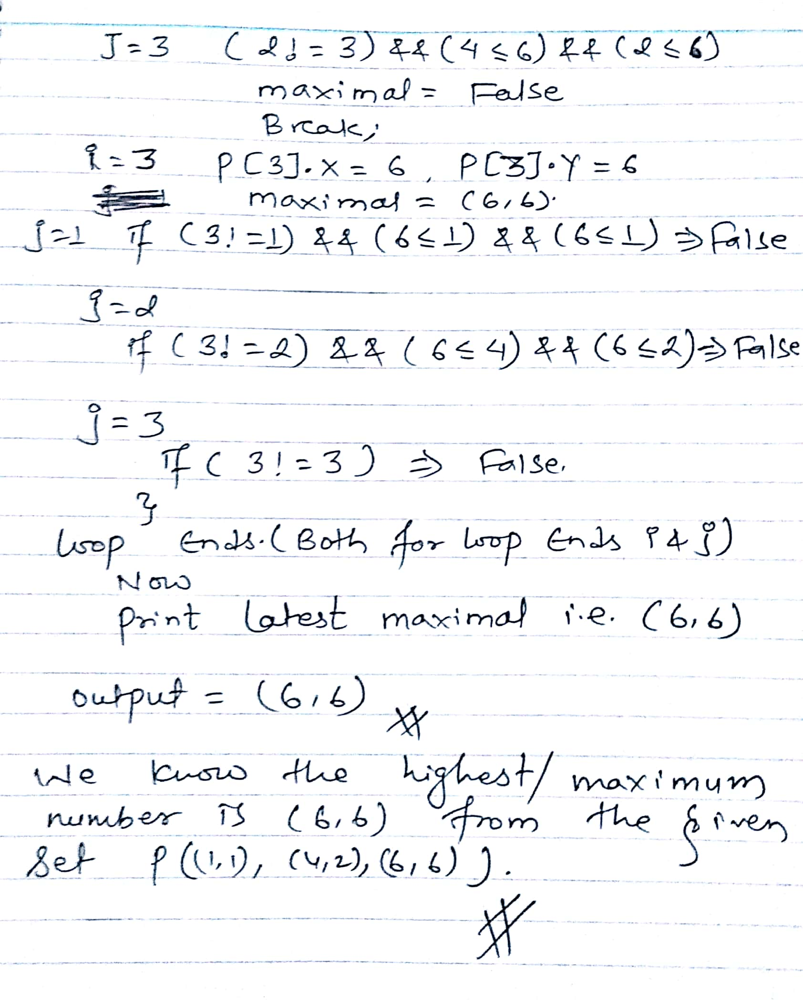 J=3 (2!=3) && (4≤6) && (2≤6)
maximal = False
Break;
i=3 P[3].X = 6, P[3].Y = 6
maximal = (6,6).
j=1 if (3!=1) && (6≤1) && (6≤1) ⇒ False
j=2
if (3!=2) && (6≤4) && (6≤2) ⇒ False
j=3
If (3!=3) ⇒ False.
}
loop Ends. (Both for loop Ends i & j)
Now
print latest maximal i.e. (6,6)
output = (6,6)
We know the highest/maximum
number is (6,6) from the given
Set P((1,1), (4,2), (6,6)).